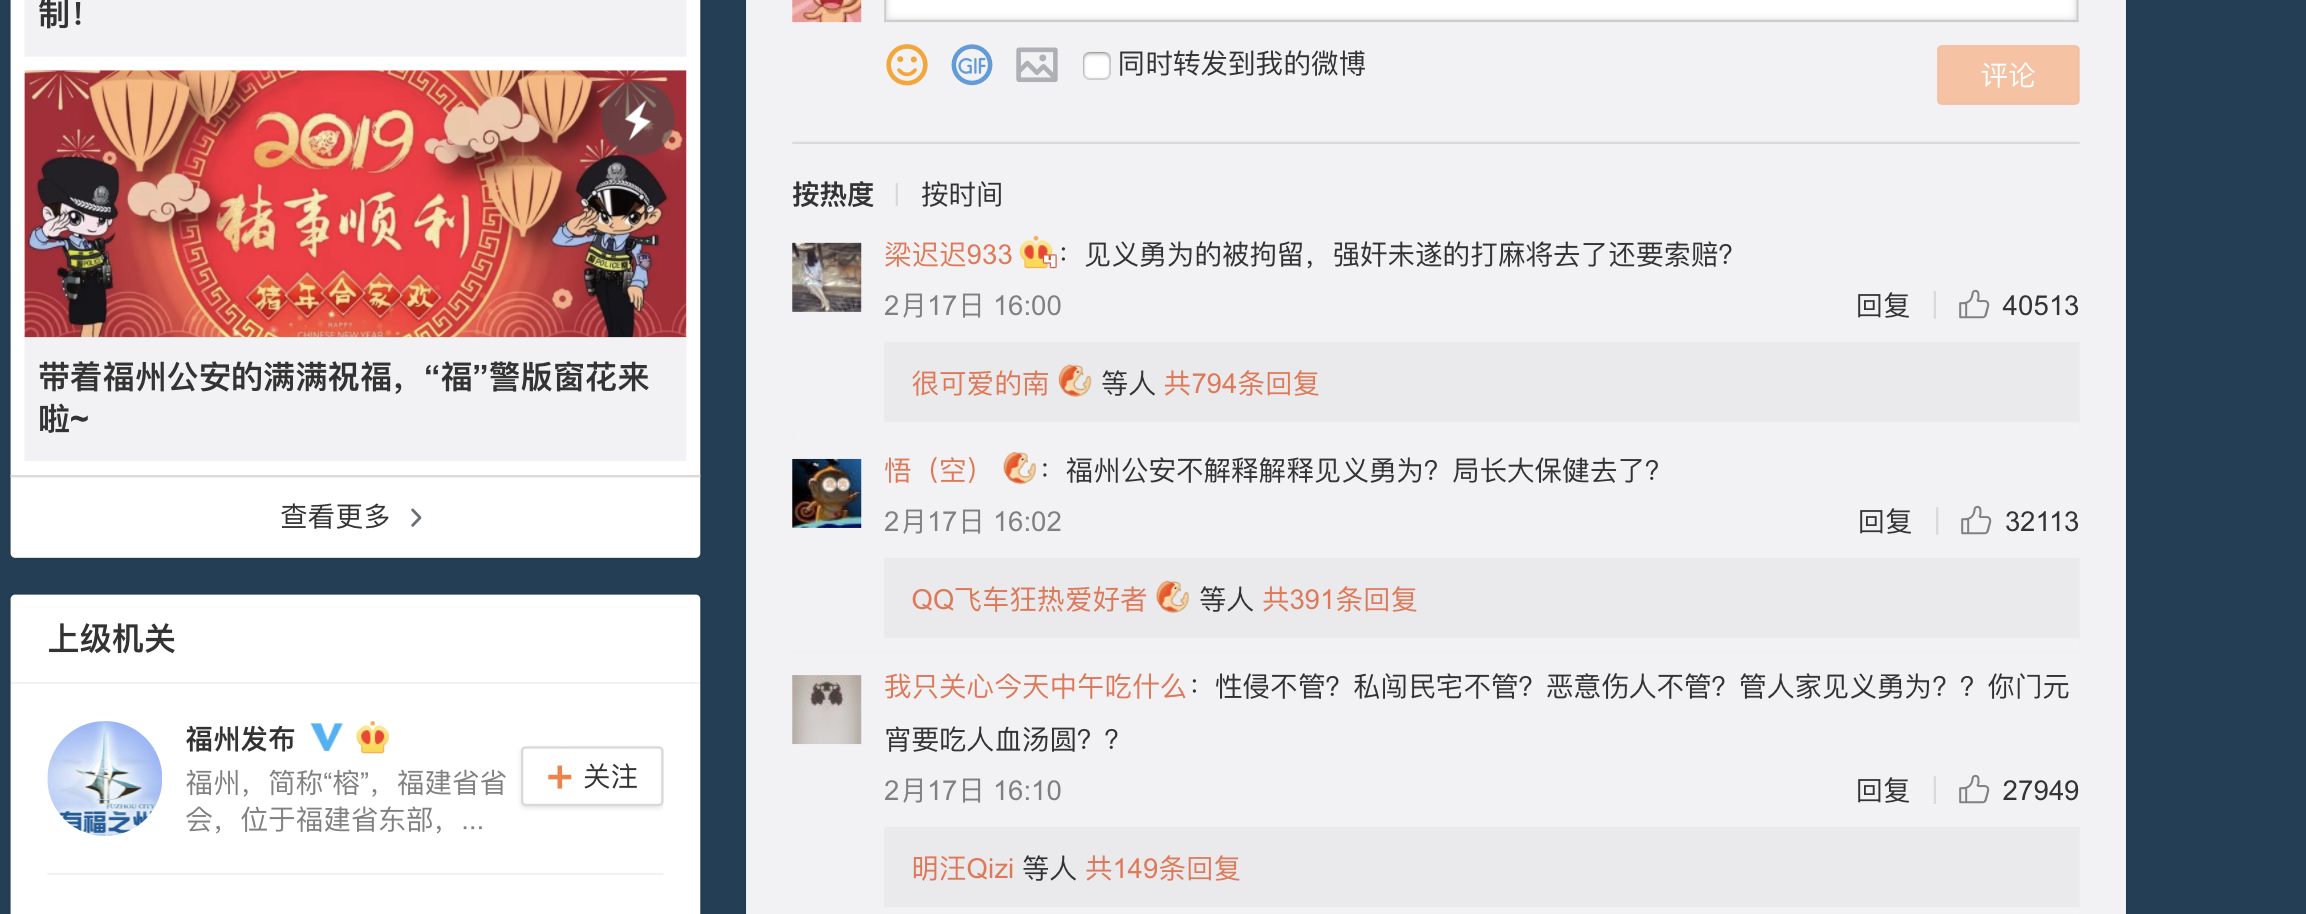 制！
2019
猪事顺利
猪年合家欢
HAPPY
CHINESE NEW YEAR
POLICE
带着福州公安的满满祝福，“福”警版窗花来
啦~
查看更多
上级机关
福州发布
福州，简称“榕”，福建省省
会，位于福建省东部，...
关注
FUZHOU CITY
有福之州
GIF
同时转发到我的微博
评论
按热度 | 按时间
梁迟迟933：见义勇为的被拘留，强奸未遂的打麻将去了还要索赔？
2月17日 16:00 回复 40513
很可爱的南 等人 共794条回复
悟（空）：福州公安不解释解释见义勇为？局长大保健去了？
2月17日 16:02 回复 32113
QQ飞车狂热爱好者 等人 共391条回复
我只关心今天中午吃什么：性侵不管？私闯民宅不管？恶意伤人不管？管人家见义勇为？？你门元
宵要吃人血汤圆？？
2月17日 16:10 回复 27949
明汪Qizi 等人 共149条回复